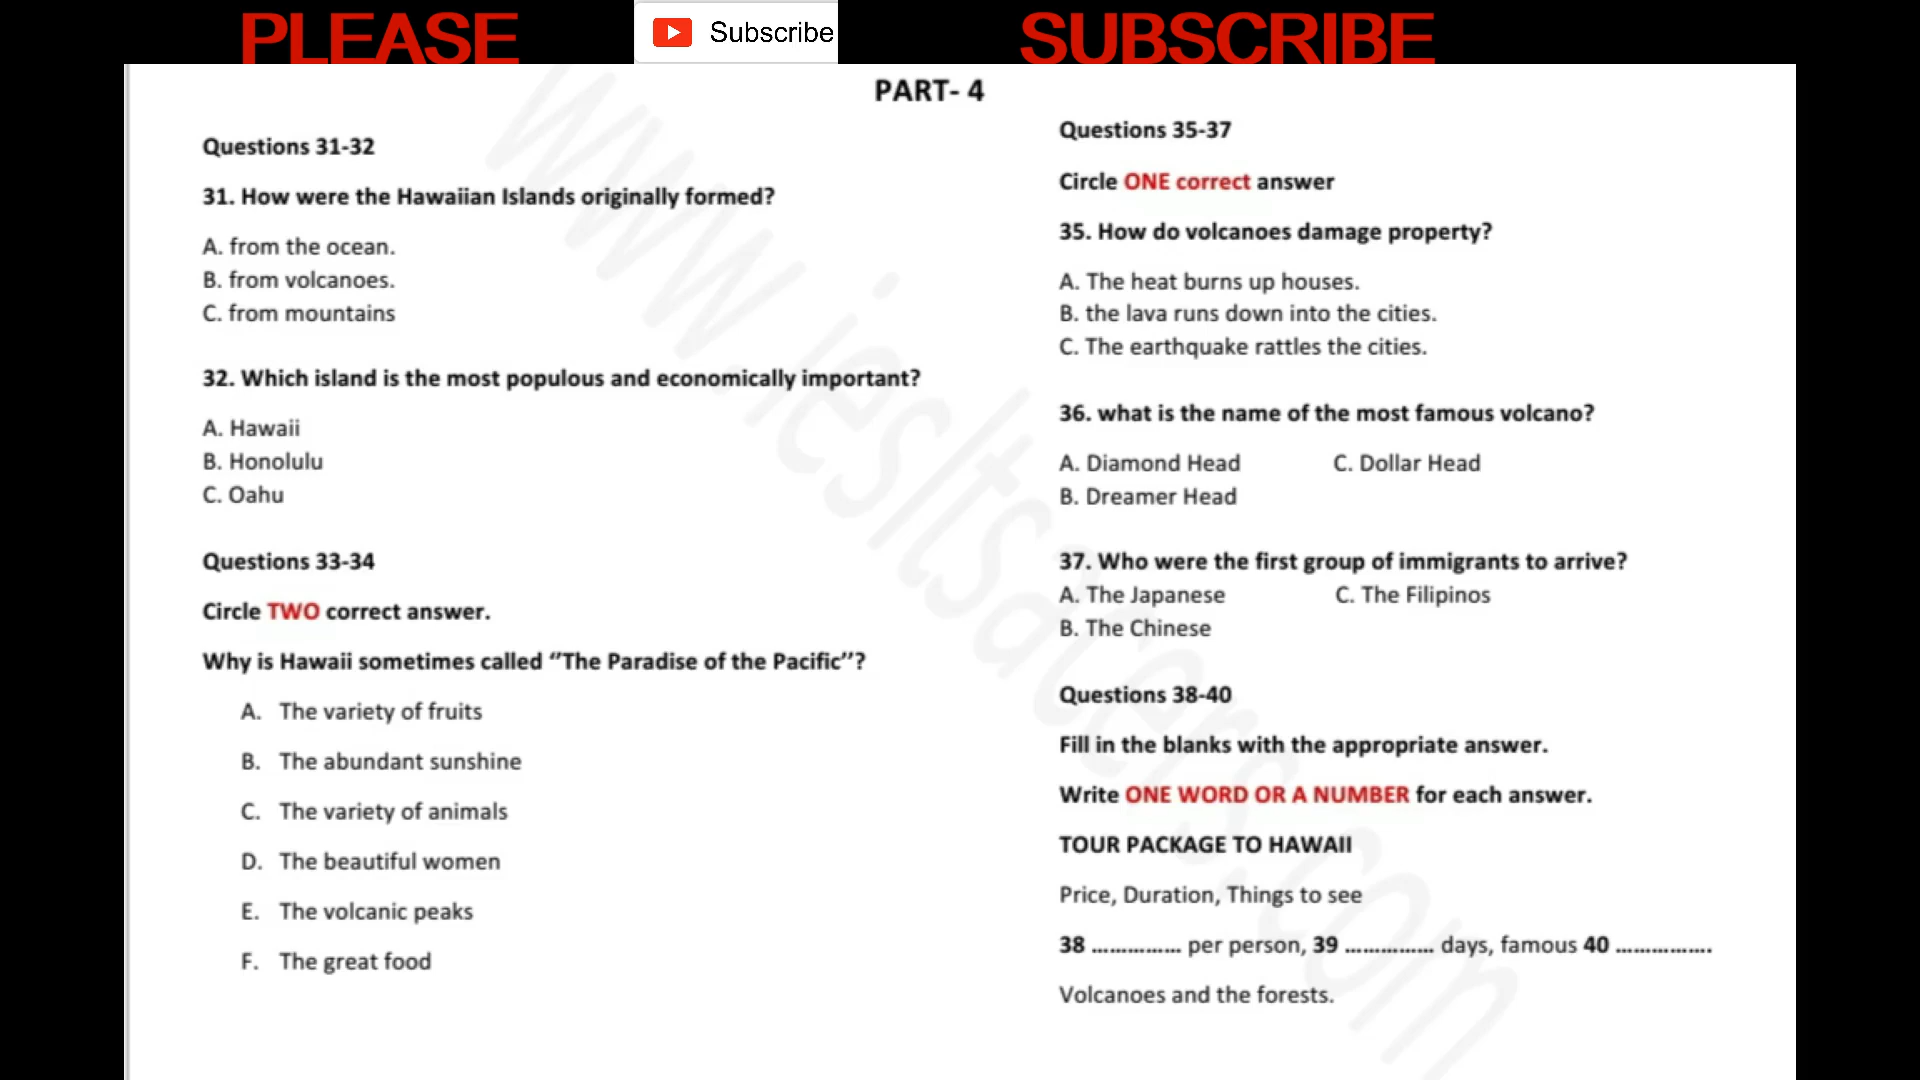 PLEASE
Subscribe
SUBSCRIBE
PART- 4
Questions 31-32
31. How were the Hawaiian Islands originally formed?
A. from the ocean.
B. from volcanoes.
C. from mountains
32. Which island is the most populous and economically important?
A. Hawaii
B. Honolulu
C. Oahu
Questions 33-34
Circle TWO correct answer.
Why is Hawaii sometimes called ‘‘The Paradise of the Pacific’’?
A. The variety of fruits
B. The abundant sunshine
C. The variety of animals
D. The beautiful women
E. The volcanic peaks
F. The great food
Questions 35-37
Circle ONE correct answer
35. How do volcanoes damage property?
A. The heat burns up houses.
B. the lava runs down into the cities.
C. The earthquake rattles the cities.
36. what is the name of the most famous volcano?
A. Diamond Head C. Dollar Head
B. Dreamer Head
37. Who were the first group of immigrants to arrive?
A. The Japanese C. The Filipinos
B. The Chinese
Questions 38-40
Fill in the blanks with the appropriate answer.
Write ONE WORD OR A NUMBER for each answer.
TOUR PACKAGE TO HAWAII
Price, Duration, Things to see
38 ............... per person, 39 ............... days, famous 40 ................
Volcanoes and the forests.
www.ieltsacers.com